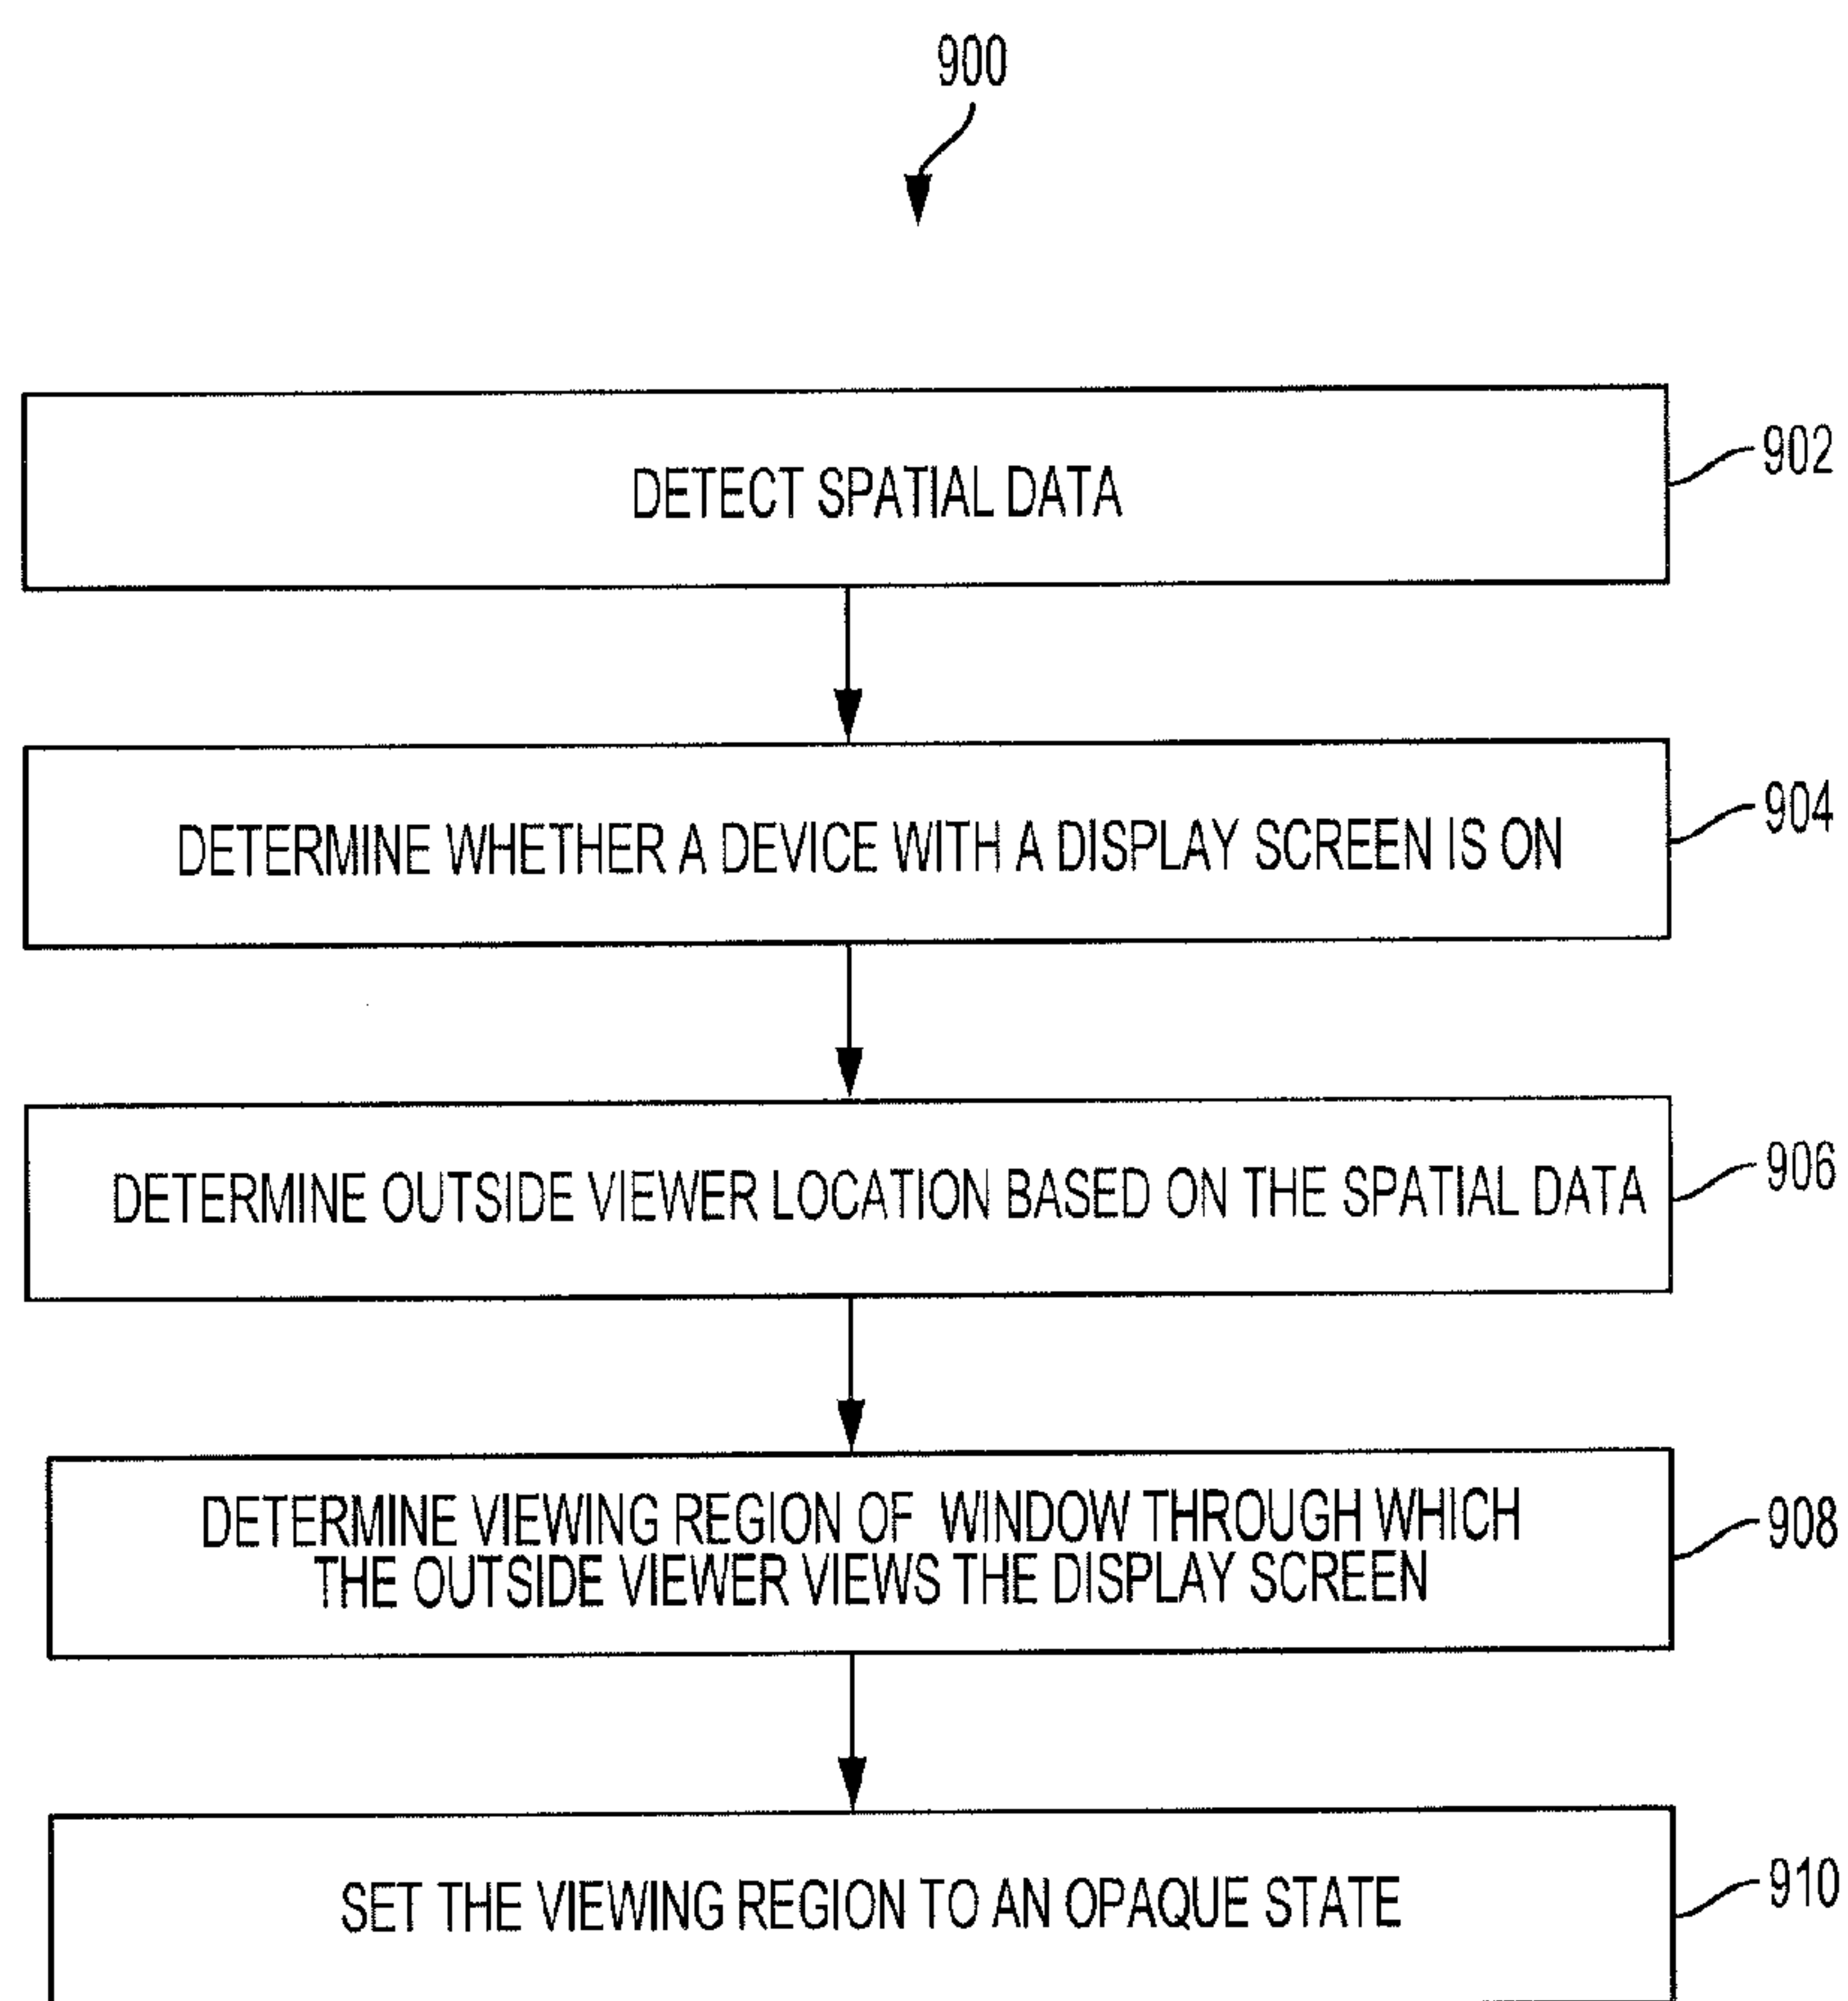 900
DETECT SPATIAL DATA
902
DETERMINE WHETHER A DEVICE WITH A DISPLAY SCREEN IS ON
904
DETERMINE OUTSIDE VIEWER LOCATION BASED ON THE SPATIAL DATA
906
DETERMINE VIEWING REGION OF WINDOW THROUGH WHICH
THE OUTSIDE VIEWER VIEWS THE DISPLAY SCREEN
908
SET THE VIEWING REGION TO AN OPAQUE STATE
910